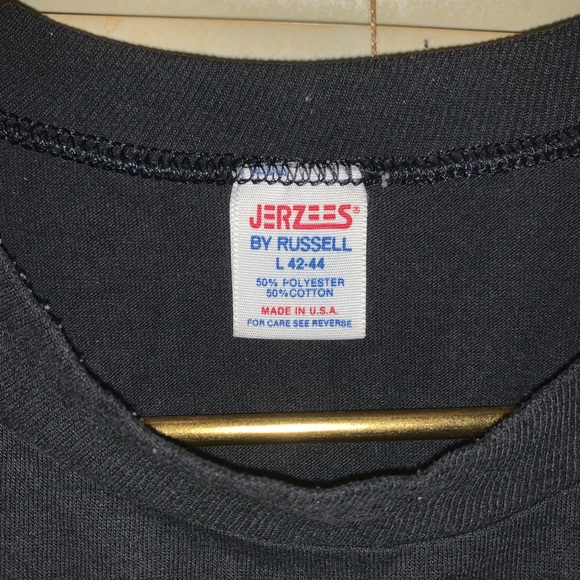 JERZEES®
BY RUSSELL
L 42-44
50% POLYESTER
50% COTTON
MADE IN U.S.A.
FOR CARE SEE REVERSE